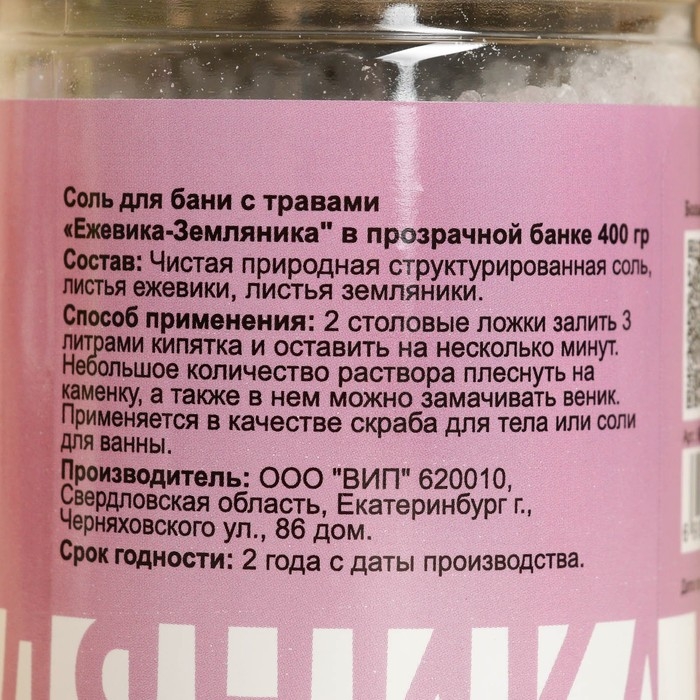 Соль для бани с травами
«Ежевика-Земляника" в прозрачной банке 400 гр
Состав: Чистая природная структурированная соль,
листья ежевики, листья земляники.
Способ применения: 2 столовые ложки залить 3
литрами кипятка и оставить на несколько минут.
Небольшое количество раствора плеснуть на
каменку, а также в нем можно замачивать веник.
Применяется в качестве скраба для тела или соли
для ванны.
Производитель: ООО "ВИП" 620010,
Свердловская область, Екатеринбург г.,
Черняховского ул., 86 дом.
Срок годности: 2 года с даты производства.